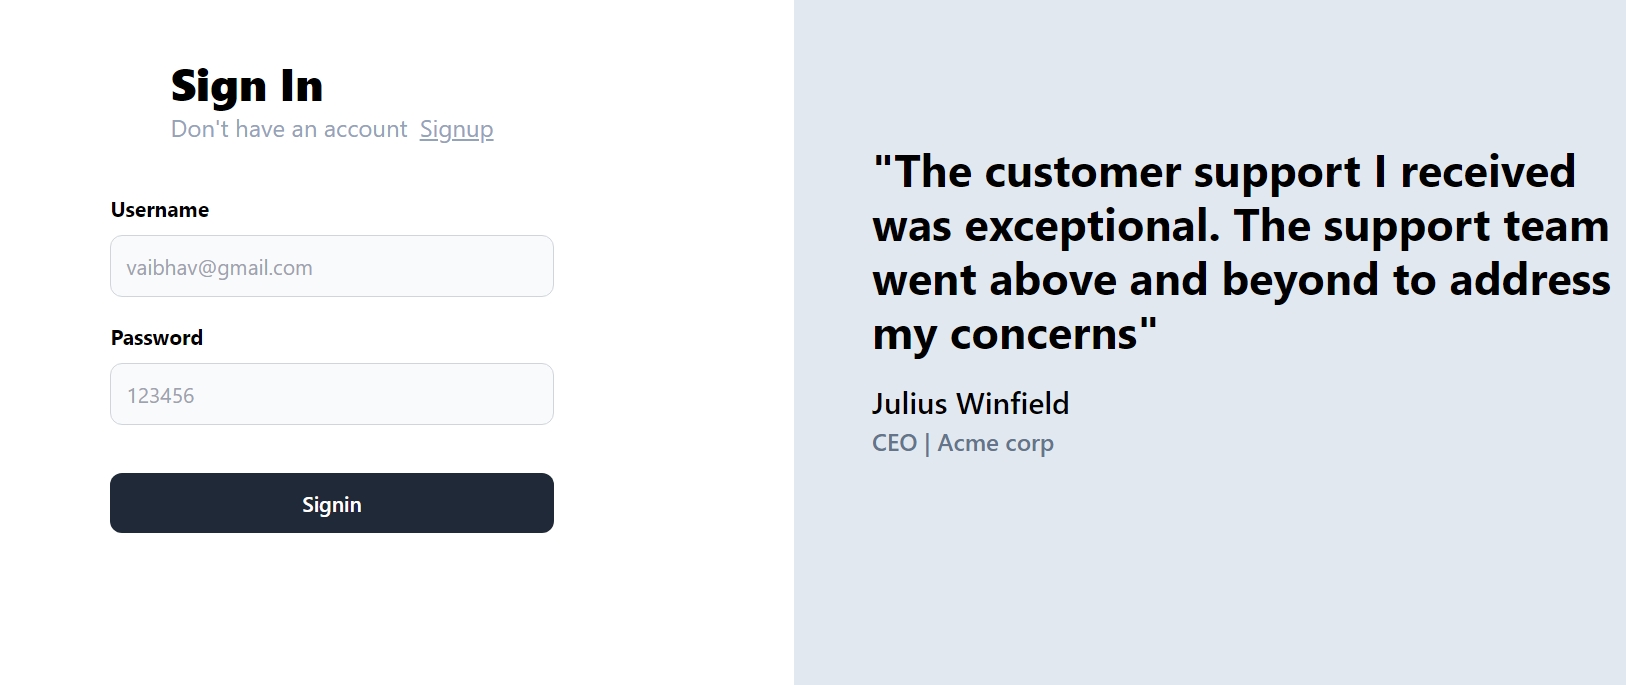 Sign In
Don't have an account Signup
Username
vaibhav@gmail.com
Password
123456
Signin
"The customer support I received
was exceptional. The support team
went above and beyond to address
my concerns"
Julius Winfield
CEO | Acme corp